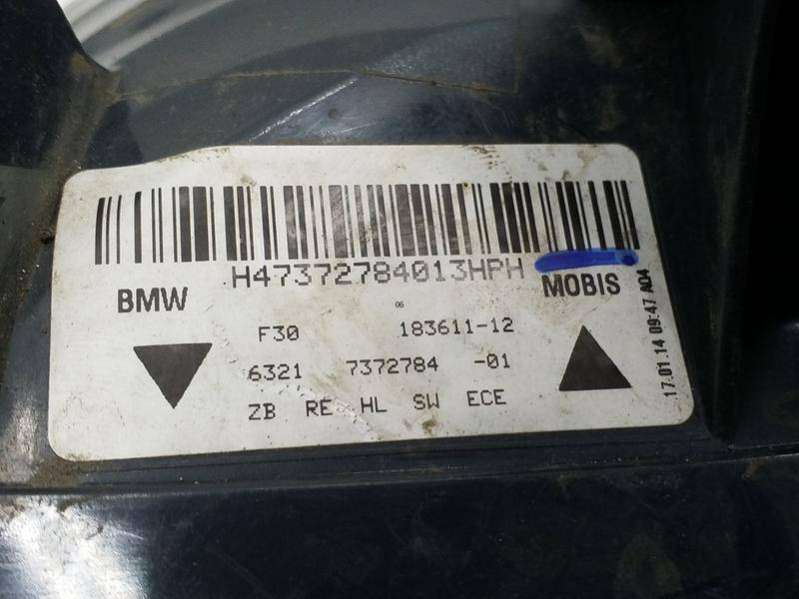 H47372784013HPH
BMW
MOBIS
06
F30 183611-12
6321 7372784 -01
ZB RE HL SW ECE
17.01.14 09:47 A04